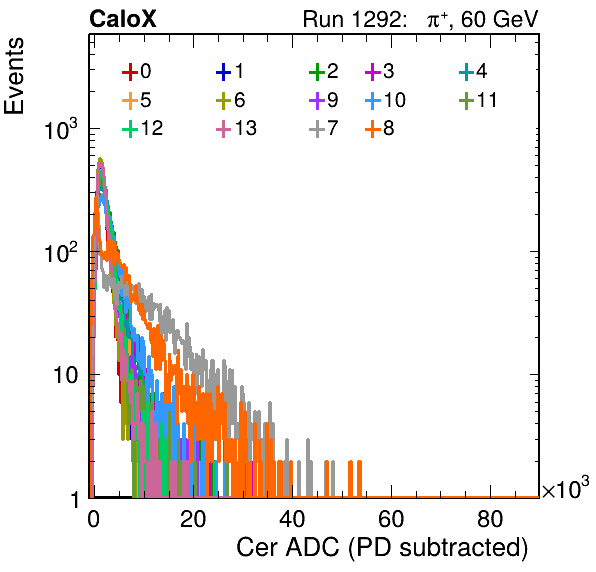 CaloX Run 1292: π⁺, 60 GeV
Events
0 1 2 3 4
5 6 9 10 11
12 13 7 8
10³
10²
10
1
0 20 40 60 80 ×10³
Cer ADC (PD subtracted)